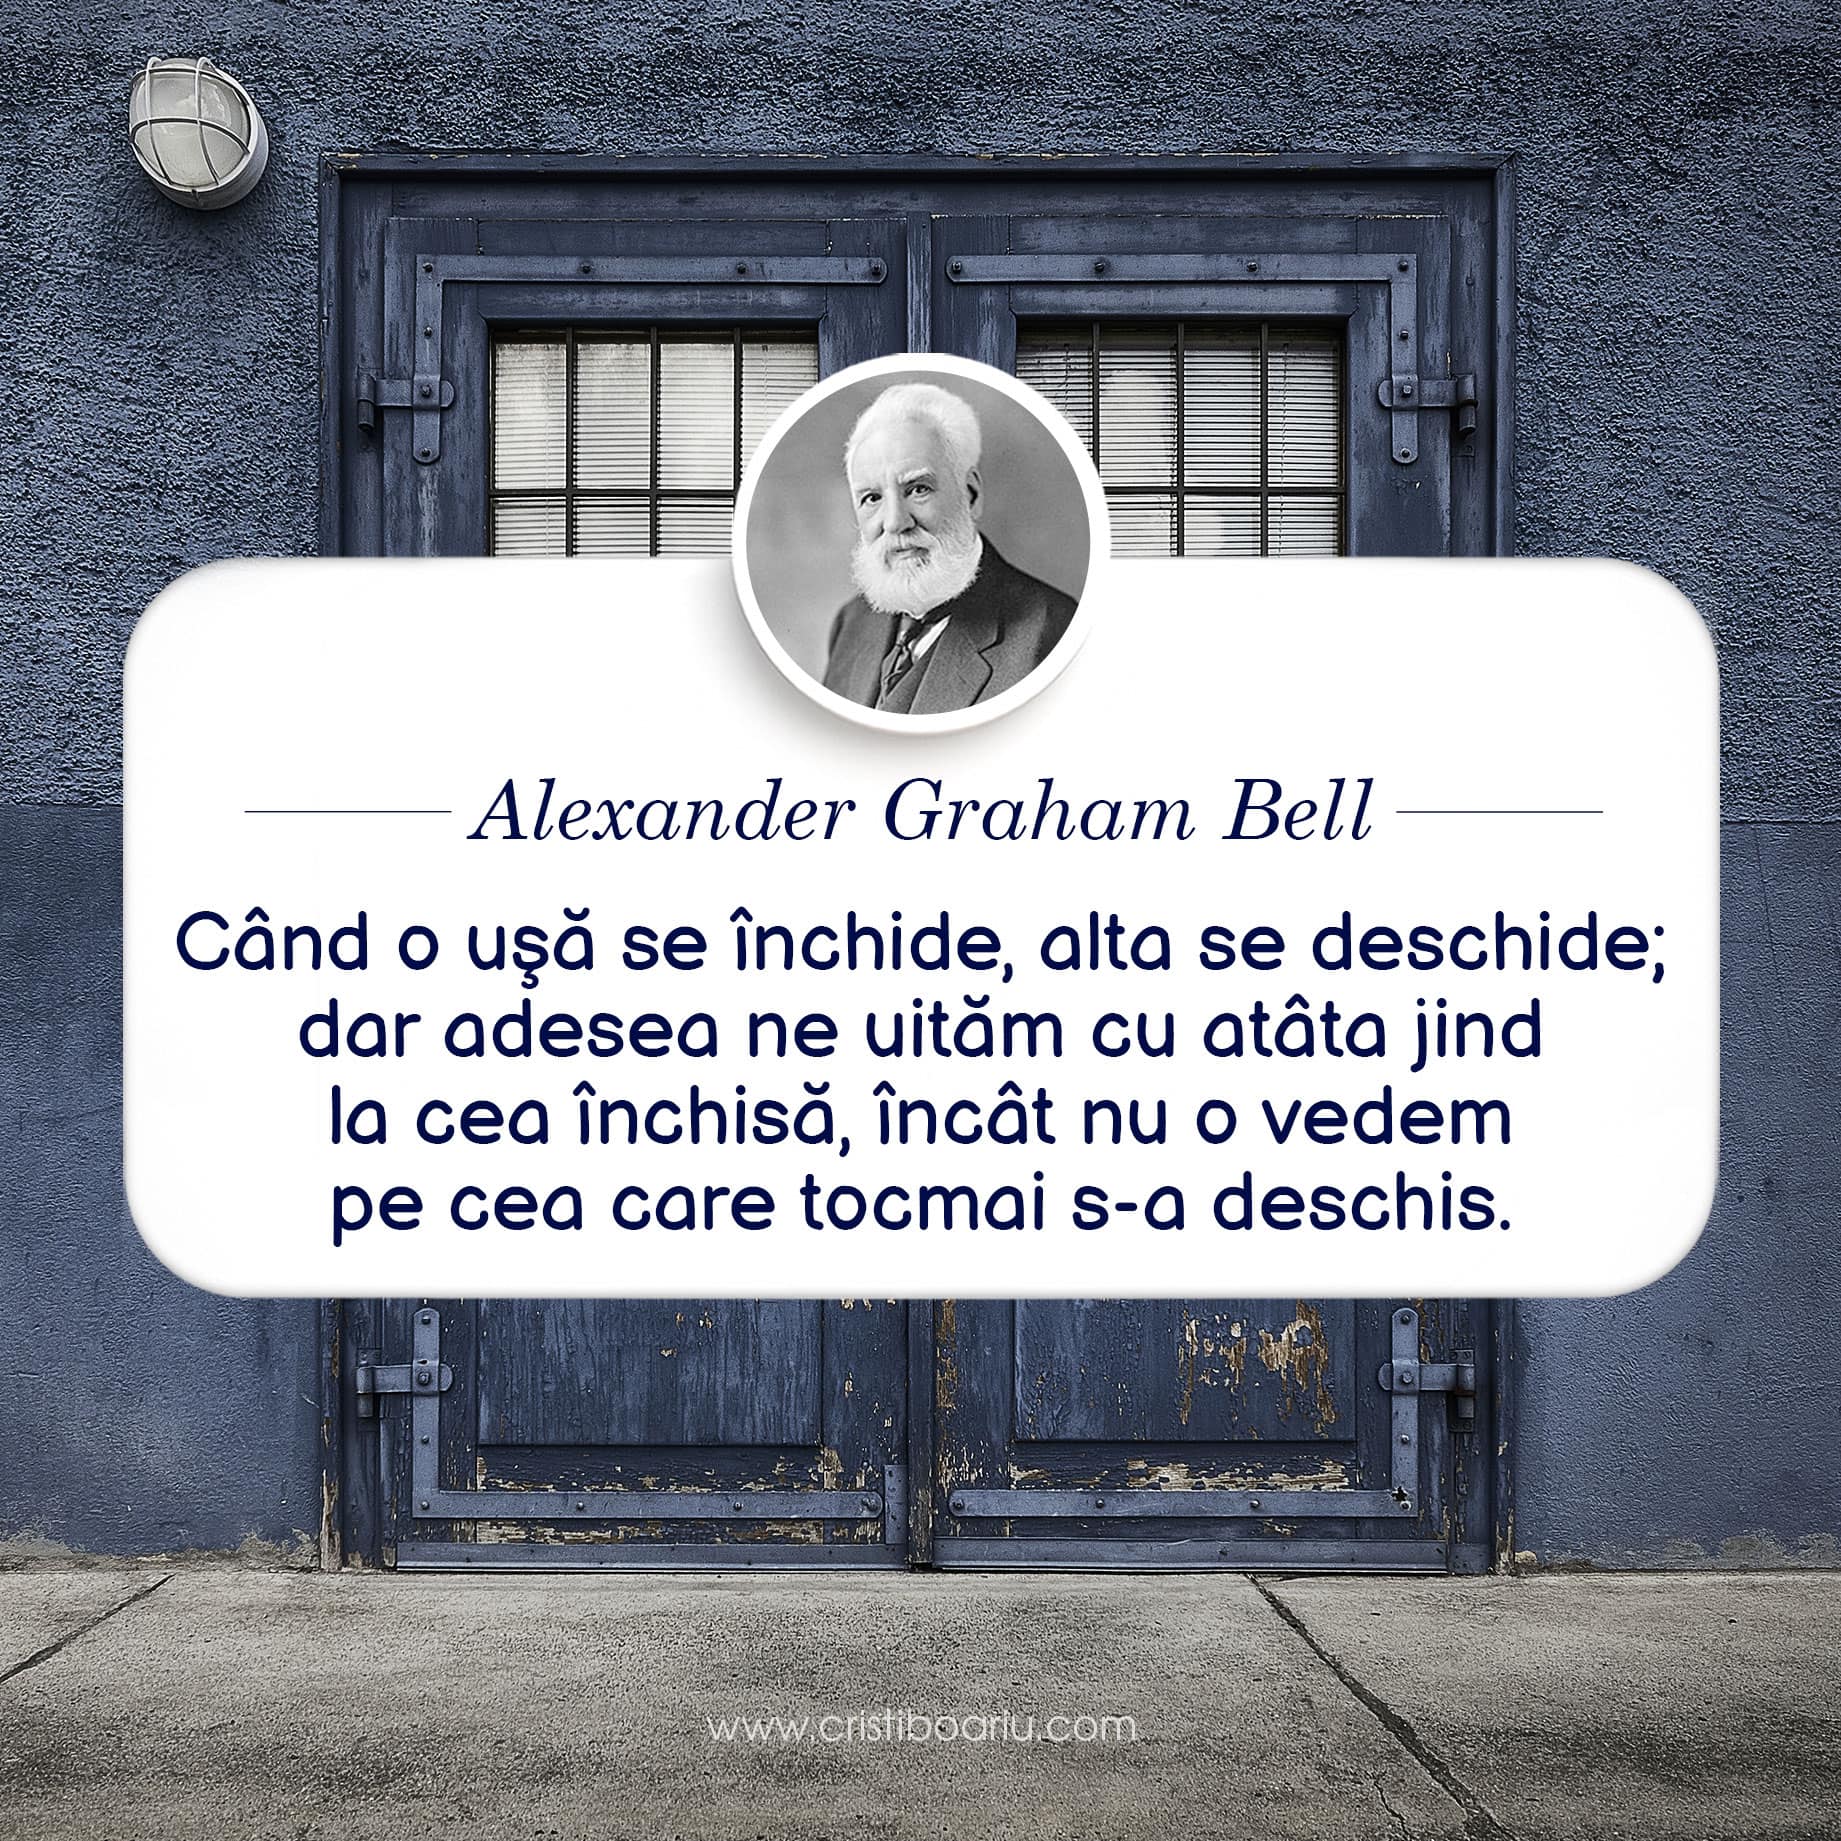 Alexander Graham Bell
Când o uşă se închide, alta se deschide;
dar adesea ne uităm cu atâta jind
la cea închisă, încât nu o vedem
pe cea care tocmai s-a deschis.
www.cristiboariu.com